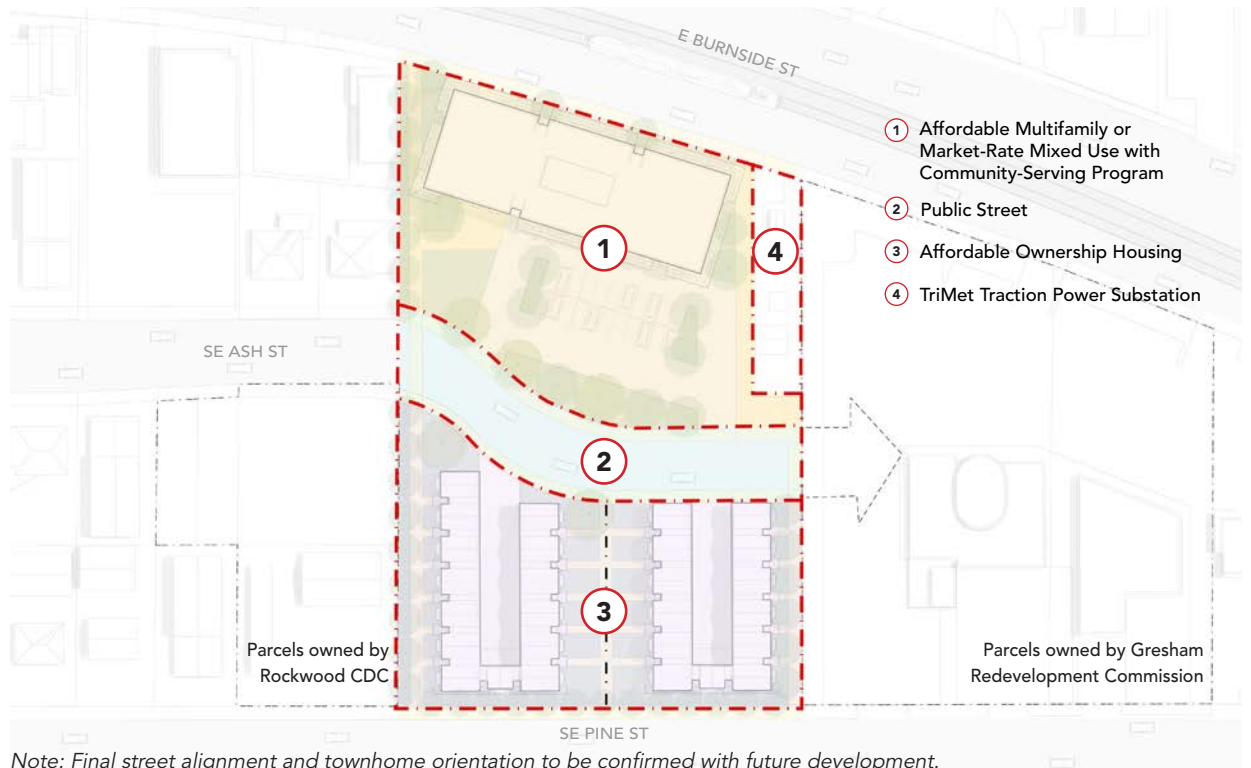 E BURNSIDE ST
1 Affordable Multifamily or
Market-Rate Mixed Use with
Community-Serving Program
2 Public Street
3 Affordable Ownership Housing
4 TriMet Traction Power Substation
1
4
SE ASH ST
2
3
Parcels owned by
Rockwood CDC
Parcels owned by Gresham
Redevelopment Commission
SE PINE ST
Note: Final street alignment and townhome orientation to be confirmed with future development.